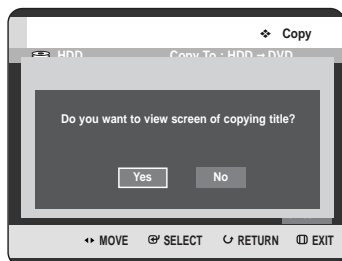 ❖ Copy
HDD Copy To : HDD → DVD
Do you want to view screen of copying title?
Yes No
MOVE SELECT RETURN EXIT